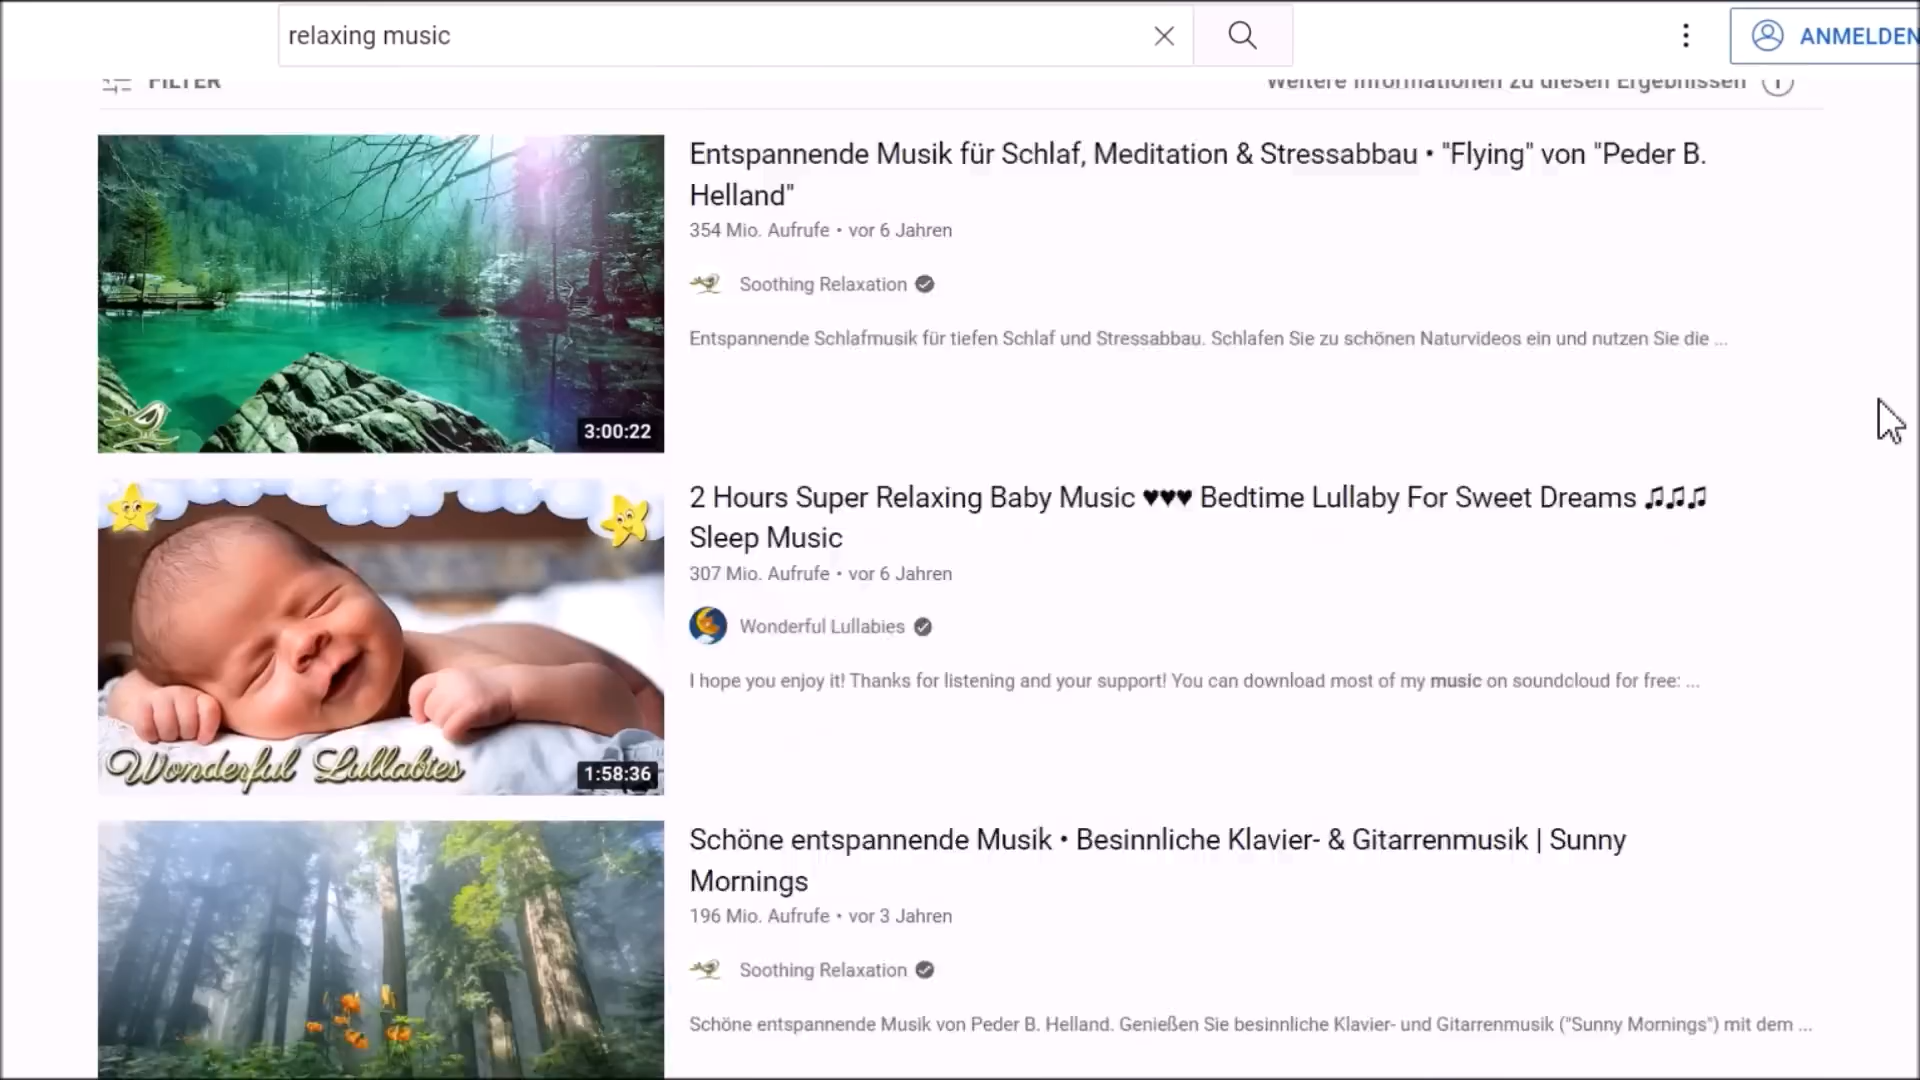 relaxing music
ANMELDEN
FILTER
Weitere Informationen zu diesen Ergebnissen
Entspannende Musik für Schlaf, Meditation & Stressabbau • "Flying" von "Peder B.
Helland"
354 Mio. Aufrufe • vor 6 Jahren
Soothing Relaxation
Entspannende Schlafmusik für tiefen Schlaf und Stressabbau. Schlafen Sie zu schönen Naturvideos ein und nutzen Sie die ...
3:00:22
2 Hours Super Relaxing Baby Music ♥♥♥ Bedtime Lullaby For Sweet Dreams ♫♫♫
Sleep Music
307 Mio. Aufrufe • vor 6 Jahren
Wonderful Lullabies
I hope you enjoy it! Thanks for listening and your support! You can download most of my music on soundcloud for free: ...
Wonderful Lullabies
1:58:36
Schöne entspannende Musik • Besinnliche Klavier- & Gitarrenmusik | Sunny
Mornings
196 Mio. Aufrufe • vor 3 Jahren
Soothing Relaxation
Schöne entspannende Musik von Peder B. Helland. Genießen Sie besinnliche Klavier- und Gitarrenmusik ("Sunny Mornings") mit dem ...